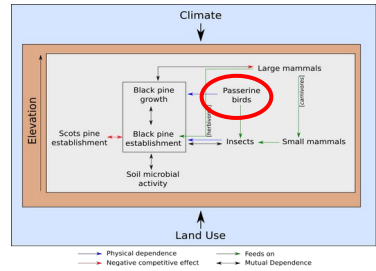 Climate
Elevation
Large mammals
Black pine
growth
Passerine
birds
[herbivores]
[carnivores]
Scots pine
establishment
Black pine
establishment
Insects
Small mammals
Soil microbial
activity
Land Use
Physical dependence
Feeds on
Negative competitive effect
Mutual Dependence